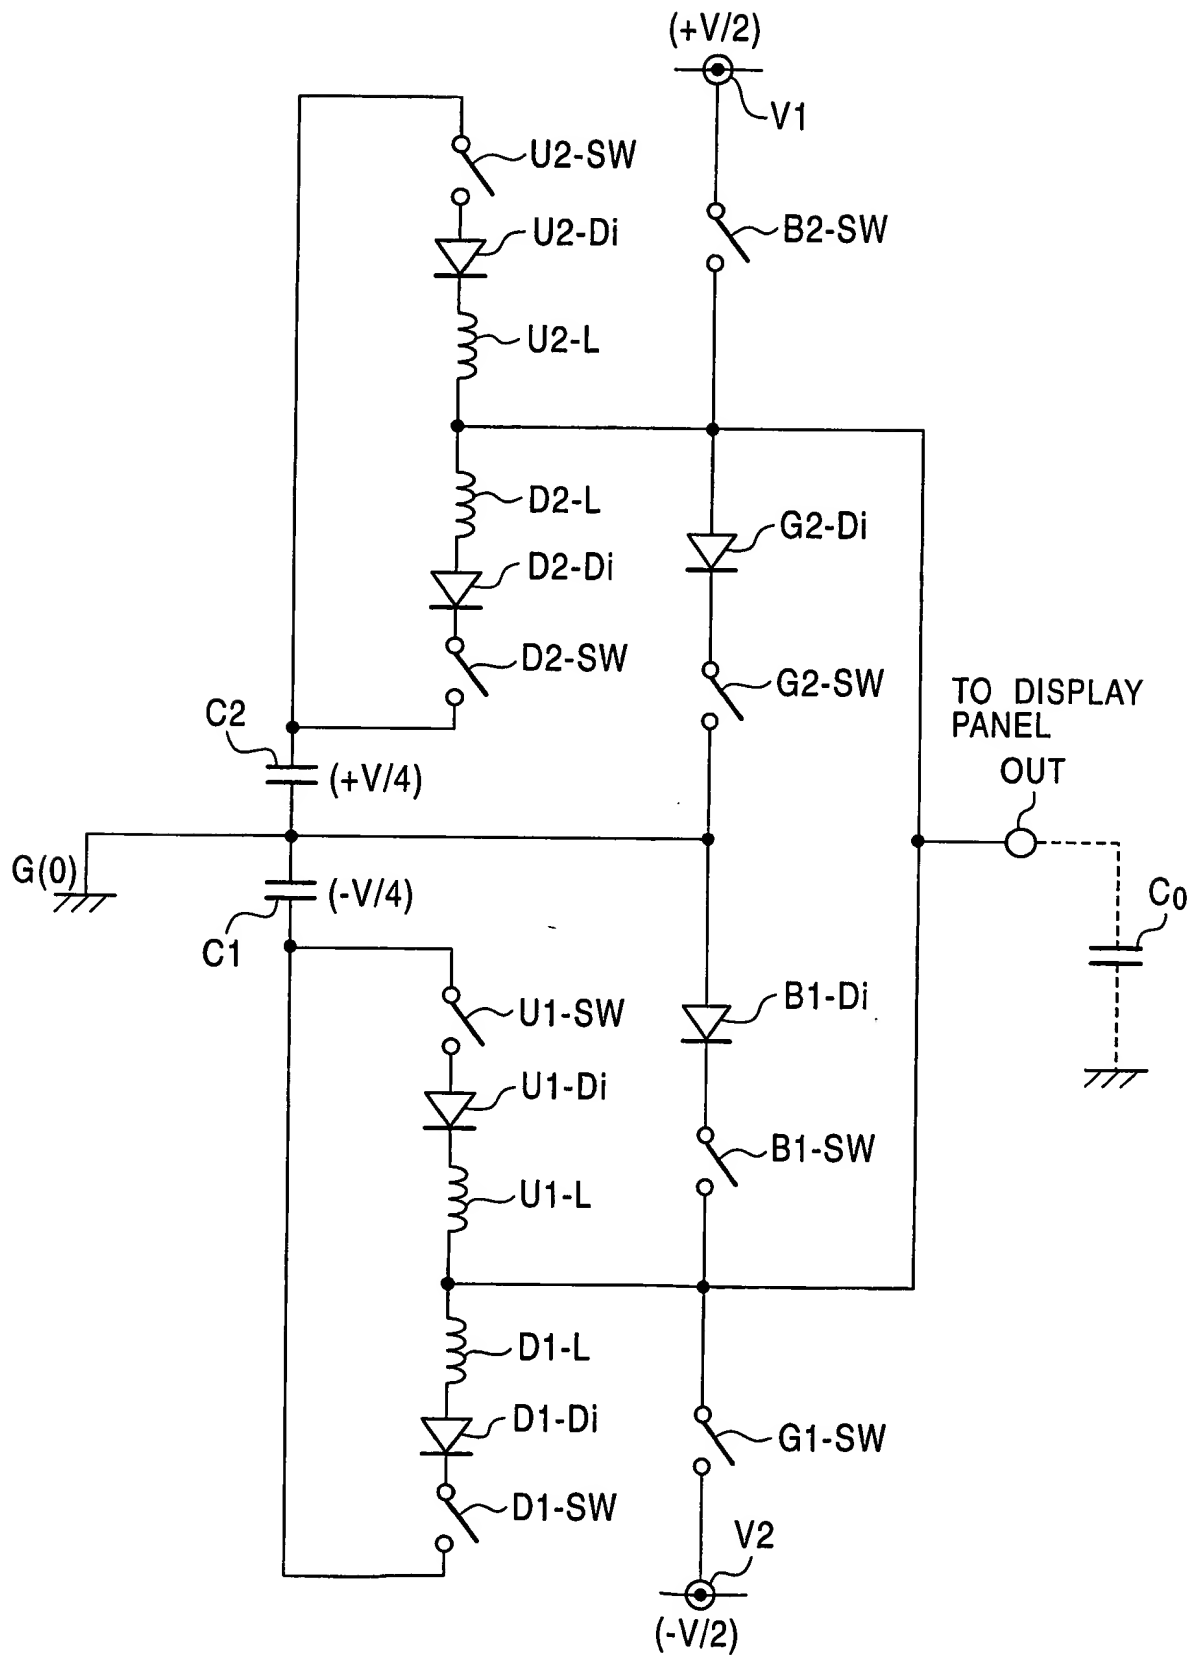 (+V/2)
V1
U2-SW
B2-SW
U2-Di
U2-L
D2-L
G2-Di
D2-Di
D2-SW
G2-SW
TO DISPLAY
PANEL
C2
OUT
(+V/4)
G(0)
(-V/4)
C0
C1
B1-Di
U1-SW
U1-Di
B1-SW
U1-L
D1-L
D1-Di
G1-SW
D1-SW
V2
(-V/2)